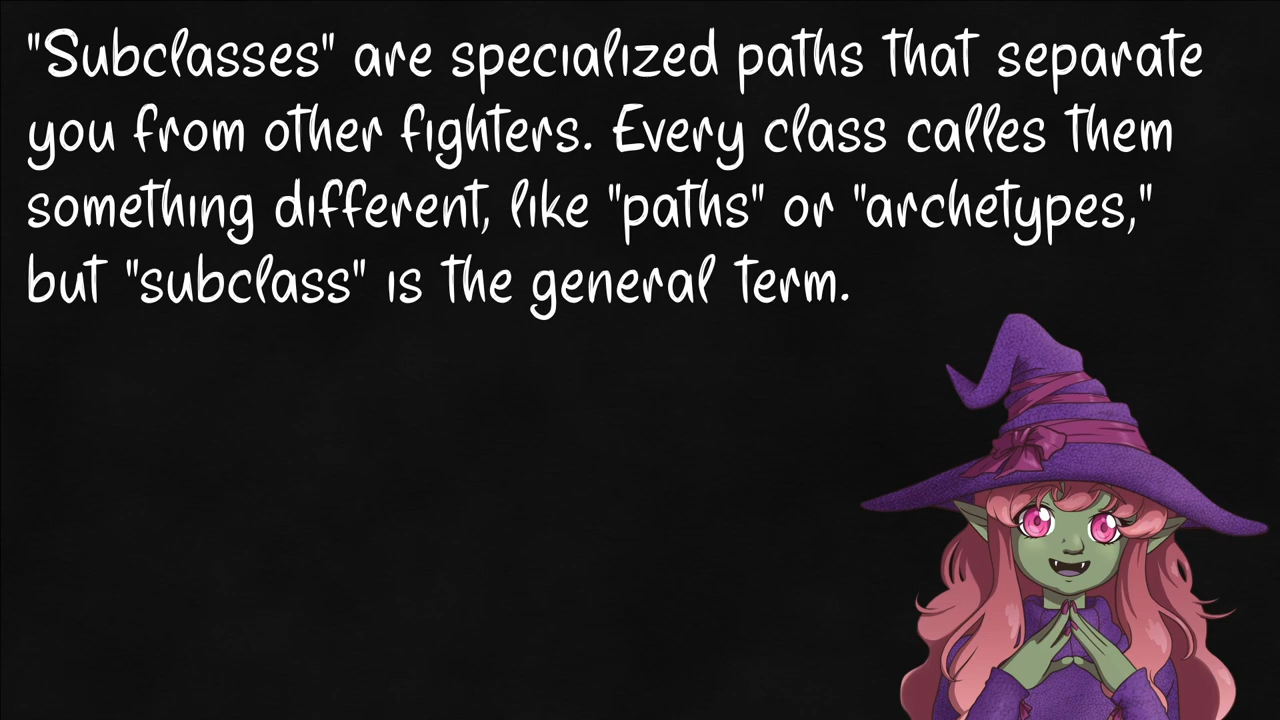 "Subclasses" are specialized paths that separate
you from other fighters. Every class calles them
something different, like "paths" or "archetypes,"
but "subclass" is the general term.